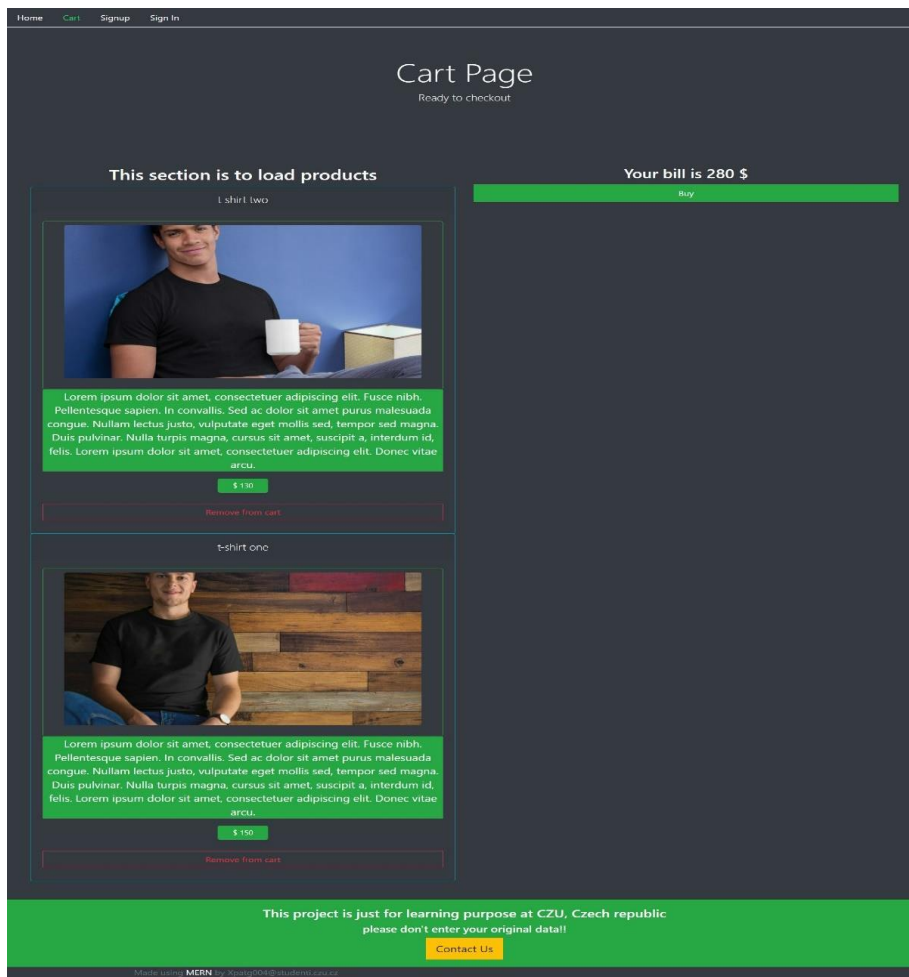 Home Cart Signup Sign In
Cart Page
Ready to checkout
This section is to load products
t shirt two
Lorem ipsum dolor sit amet, consectetuer adipiscing elit. Fusce nibh.
Pellentesque sapien. In convallis. Sed ac dolor sit amet purus malesuada
congue. Nullam lectus justo, vulputate eget mollis sed, tempor sed magna.
Duis pulvinar. Nulla turpis magna, cursus sit amet, suscipit a, interdum id,
felis. Lorem ipsum dolor sit amet, consectetuer adipiscing elit. Donec vitae
arcu.
$ 130
Remove from cart
t-shirt one
Lorem ipsum dolor sit amet, consectetuer adipiscing elit. Fusce nibh.
Pellentesque sapien. In convallis. Sed ac dolor sit amet purus malesuada
congue. Nullam lectus justo, vulputate eget mollis sed, tempor sed magna.
Duis pulvinar. Nulla turpis magna, cursus sit amet, suscipit a, interdum id,
felis. Lorem ipsum dolor sit amet, consectetuer adipiscing elit. Donec vitae
arcu.
$ 150
Remove from cart
Your bill is 280 $
Buy
This project is just for learning purpose at CZU, Czech republic
please don't enter your original data!!
Contact Us
Made using MERN by